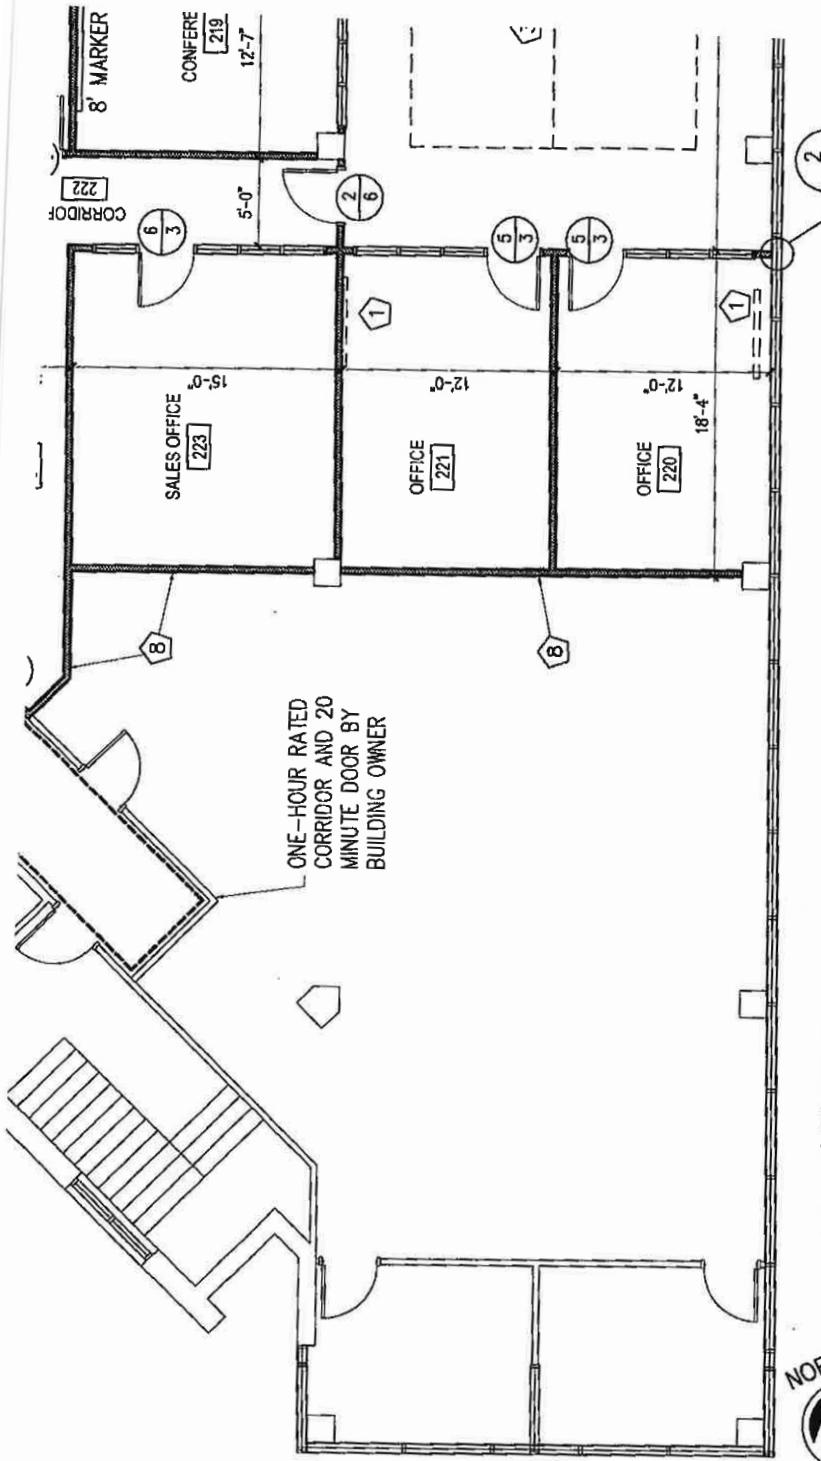 8' MARKER
CONFERE
219
12'-7"
CORRIDOF
222
5'-0"
6
3
2
6
5
3
5
3
2
1
1
15'-0"
12'-0"
12'-0"
18'-4"
SALES OFFICE
223
OFFICE
221
OFFICE
220
8
8
ONE-HOUR RATED
CORRIDOR AND 20
MINUTE DOOR BY
BUILDING OWNER